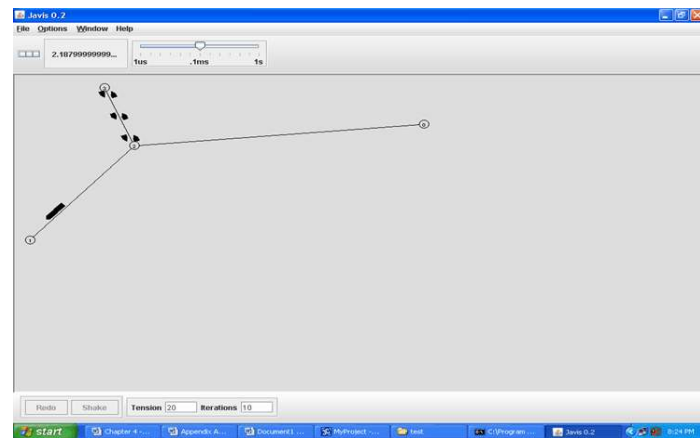 Javis 0.2
File Options Window Help
2.18799999999...
1us .1ms 1s
Redo Shake Tension 20 Iterations 10
start Chapter 4 -... Appendix A... Document1 ... MyProject -... test C:\Program ... Javis 0.2 8:24 PM